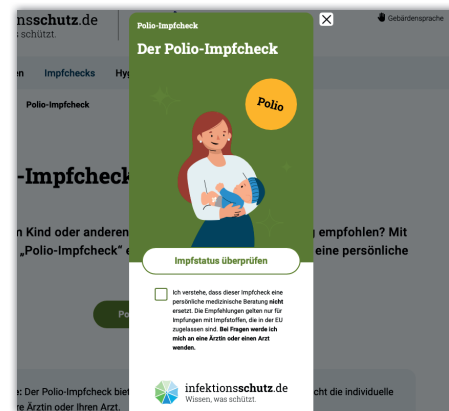 nsschutz.de
schützt.
Gebärdensprache
en Impfchecks Hyg
Polio-Impfcheck
-Impfcheck
n Kind oder anderen
g empfohlen? Mit
„Polio-Impfcheck“ e
eine persönliche
Po
e: Der Polio-Impfcheck biet
cht die individuelle
re Ärztin oder Ihren Arzt.
Polio-Impfcheck
Der Polio-Impfcheck
Polio
Impfstatus überprüfen
Ich verstehe, dass dieser Impfcheck eine
persönliche medizinische Beratung nicht
ersetzt. Die Empfehlungen gelten nur für
Impfungen mit Impfstoffen, die in der EU
zugelassen sind. Bei Fragen werde ich
mich an eine Ärztin oder einen Arzt
wenden.
infektionsschutz.de
Wissen, was schützt.